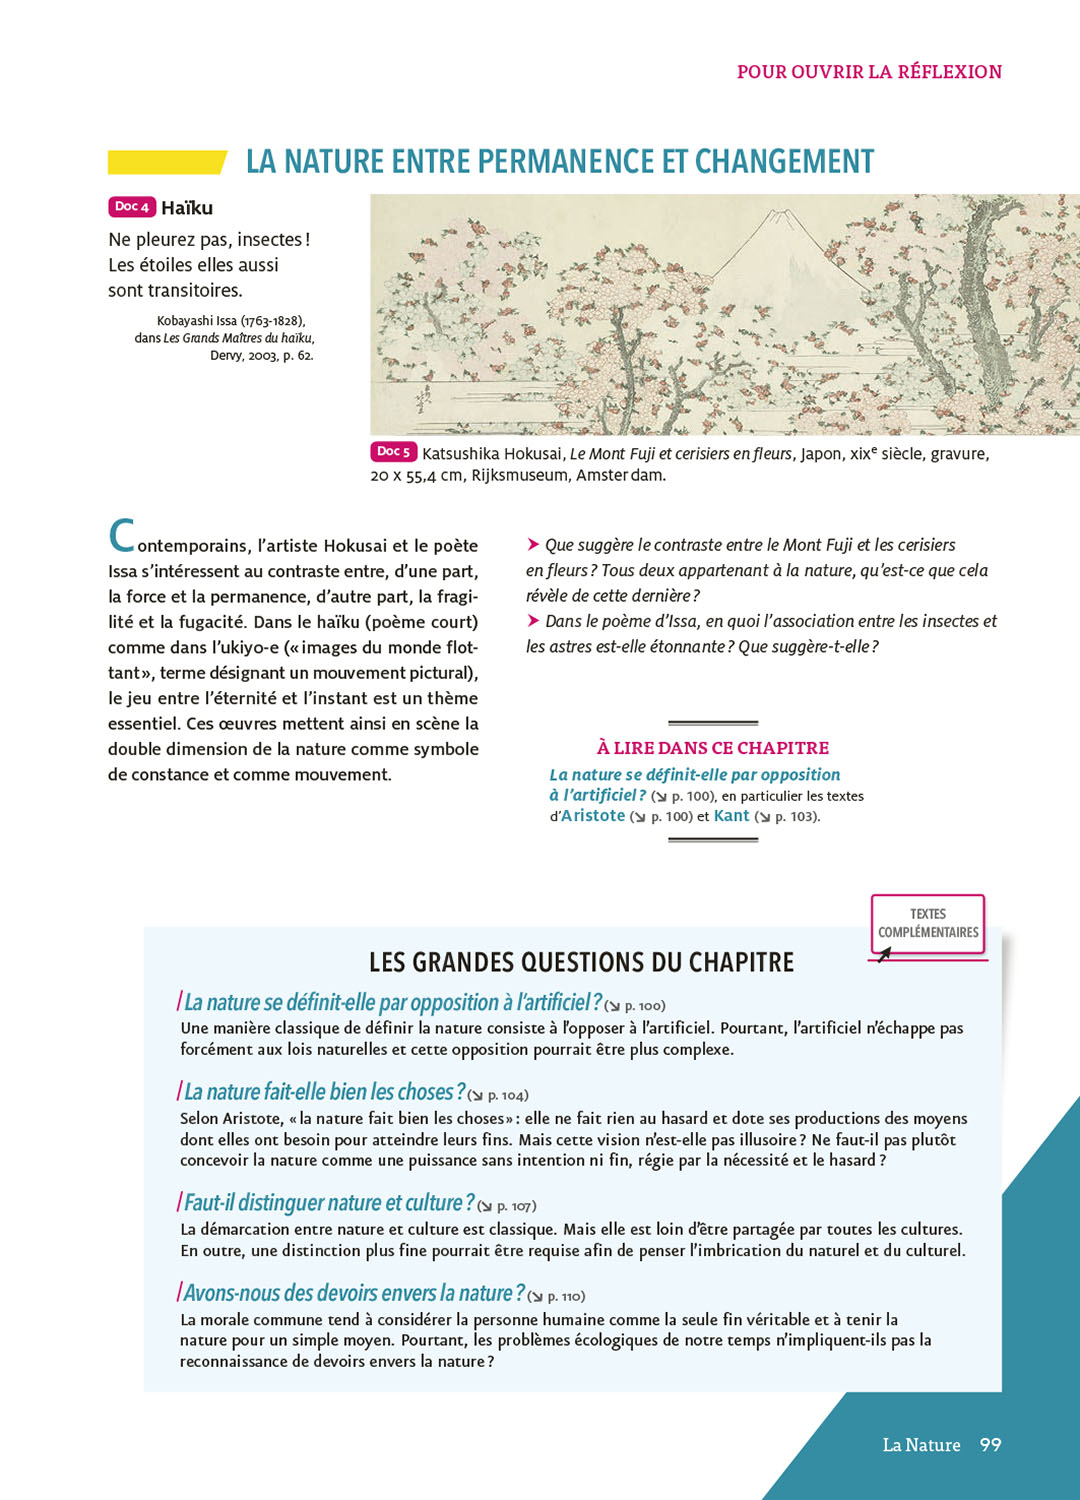 POUR OUVRIR LA RÉFLEXION
LA NATURE ENTRE PERMANENCE ET CHANGEMENT
Doc 4 Haïku
Ne pleurez pas, insectes !
Les étoiles elles aussi
sont transitoires.
Kobayashi Issa (1763-1828),
dans Les Grands Maîtres du haïku,
Dervy, 2003, p. 62.
Doc 5 Katsushika Hokusai, Le Mont Fuji et cerisiers en fleurs, Japon, xixe siècle, gravure,
20 x 55,4 cm, Rijksmuseum, Amsterdam.
Contemporains, l'artiste Hokusai et le poète
Issa s'intéressent au contraste entre, d'une part,
la force et la permanence, d'autre part, la fragi-
lité et la fugacité. Dans le haïku (poème court)
comme dans l'ukiyo-e (« images du monde flot-
tant », terme désignant un mouvement pictural),
le jeu entre l'éternité et l'instant est un thème
essentiel. Ces œuvres mettent ainsi en scène la
double dimension de la nature comme symbole
de constance et comme mouvement.
➤ Que suggère le contraste entre le Mont Fuji et les cerisiers
en fleurs ? Tous deux appartenant à la nature, qu'est-ce que cela
révèle de cette dernière ?
➤ Dans le poème d'Issa, en quoi l'association entre les insectes et
les astres est-elle étonnante ? Que suggère-t-elle ?
À LIRE DANS CE CHAPITRE
La nature se définit-elle par opposition
à l'artificiel ? (↘ p. 100), en particulier les textes
d'Aristote (↘ p. 100) et Kant (↘ p. 103).
TEXTES
COMPLÉMENTAIRES
LES GRANDES QUESTIONS DU CHAPITRE
/ La nature se définit-elle par opposition à l'artificiel ? (↘ p. 100)
Une manière classique de définir la nature consiste à l'opposer à l'artificiel. Pourtant, l'artificiel n'échappe pas
forcément aux lois naturelles et cette opposition pourrait être plus complexe.
/ La nature fait-elle bien les choses ? (↘ p. 104)
Selon Aristote, « la nature fait bien les choses » : elle ne fait rien au hasard et dote ses productions des moyens
dont elles ont besoin pour atteindre leurs fins. Mais cette vision n'est-elle pas illusoire ? Ne faut-il pas plutôt
concevoir la nature comme une puissance sans intention ni fin, régie par la nécessité et le hasard ?
/ Faut-il distinguer nature et culture ? (↘ p. 107)
La démarcation entre nature et culture est classique. Mais elle est loin d'être partagée par toutes les cultures.
En outre, une distinction plus fine pourrait être requise afin de penser l'imbrication du naturel et du culturel.
/ Avons-nous des devoirs envers la nature ? (↘ p. 110)
La morale commune tend à considérer la personne humaine comme la seule fin véritable et à tenir la
nature pour un simple moyen. Pourtant, les problèmes écologiques de notre temps n'impliquent-ils pas la
reconnaissance de devoirs envers la nature ?
La Nature 99